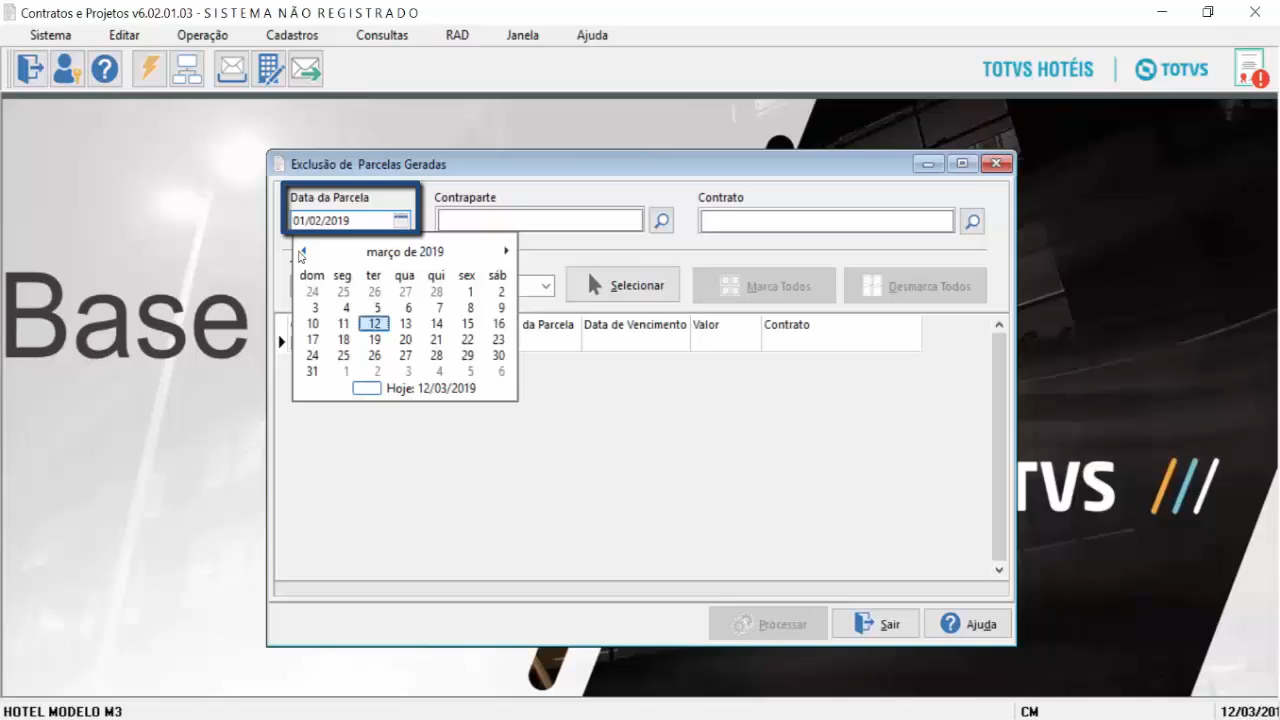 Contratos e Projetos v6.02.01.03 - S I S T E M A  N Ã O  R E G I S T R A D O
Sistema Editar Operação Cadastros Consultas RAD Janela Ajuda
TOTVS HOTÉIS TOTVS
Exclusão de Parcelas Geradas
Data da Parcela Contraparte Contrato
01/02/2019
março de 2019
dom seg ter qua qui sex sáb
24 25 26 27 28 1 2
3 4 5 6 7 8 9
10 11 12 13 14 15 16
17 18 19 20 21 22 23
24 25 26 27 28 29 30
31 1 2 3 4 5 6
Hoje: 12/03/2019
Selecionar Marca Todos Desmarca Todos
da Parcela Data de Vencimento Valor Contrato
Base
TVS
Processar Sair Ajuda
HOTEL MODELO M3 CM 12/03/201